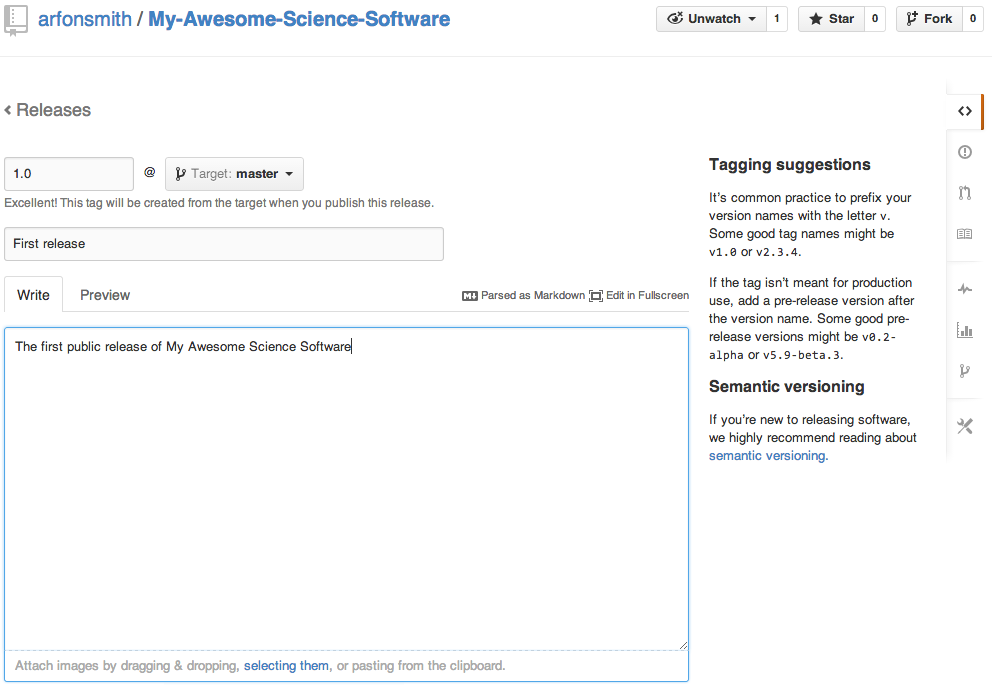 arfonsmith / My-Awesome-Science-Software
Unwatch 1 Star 0 Fork 0
Releases
1.0 @ Target: master
Excellent! This tag will be created from the target when you publish this release.
First release
Write Preview Parsed as Markdown Edit in Fullscreen
The first public release of My Awesome Science Software
Attach images by dragging & dropping, selecting them, or pasting from the clipboard.
Tagging suggestions
It's common practice to prefix your
version names with the letter v.
Some good tag names might be
v1.0 or v2.3.4.
If the tag isn't meant for production
use, add a pre-release version after
the version name. Some good pre-
release versions might be v0.2-
alpha or v5.9-beta.3.
Semantic versioning
If you're new to releasing software,
we highly recommend reading about
semantic versioning.